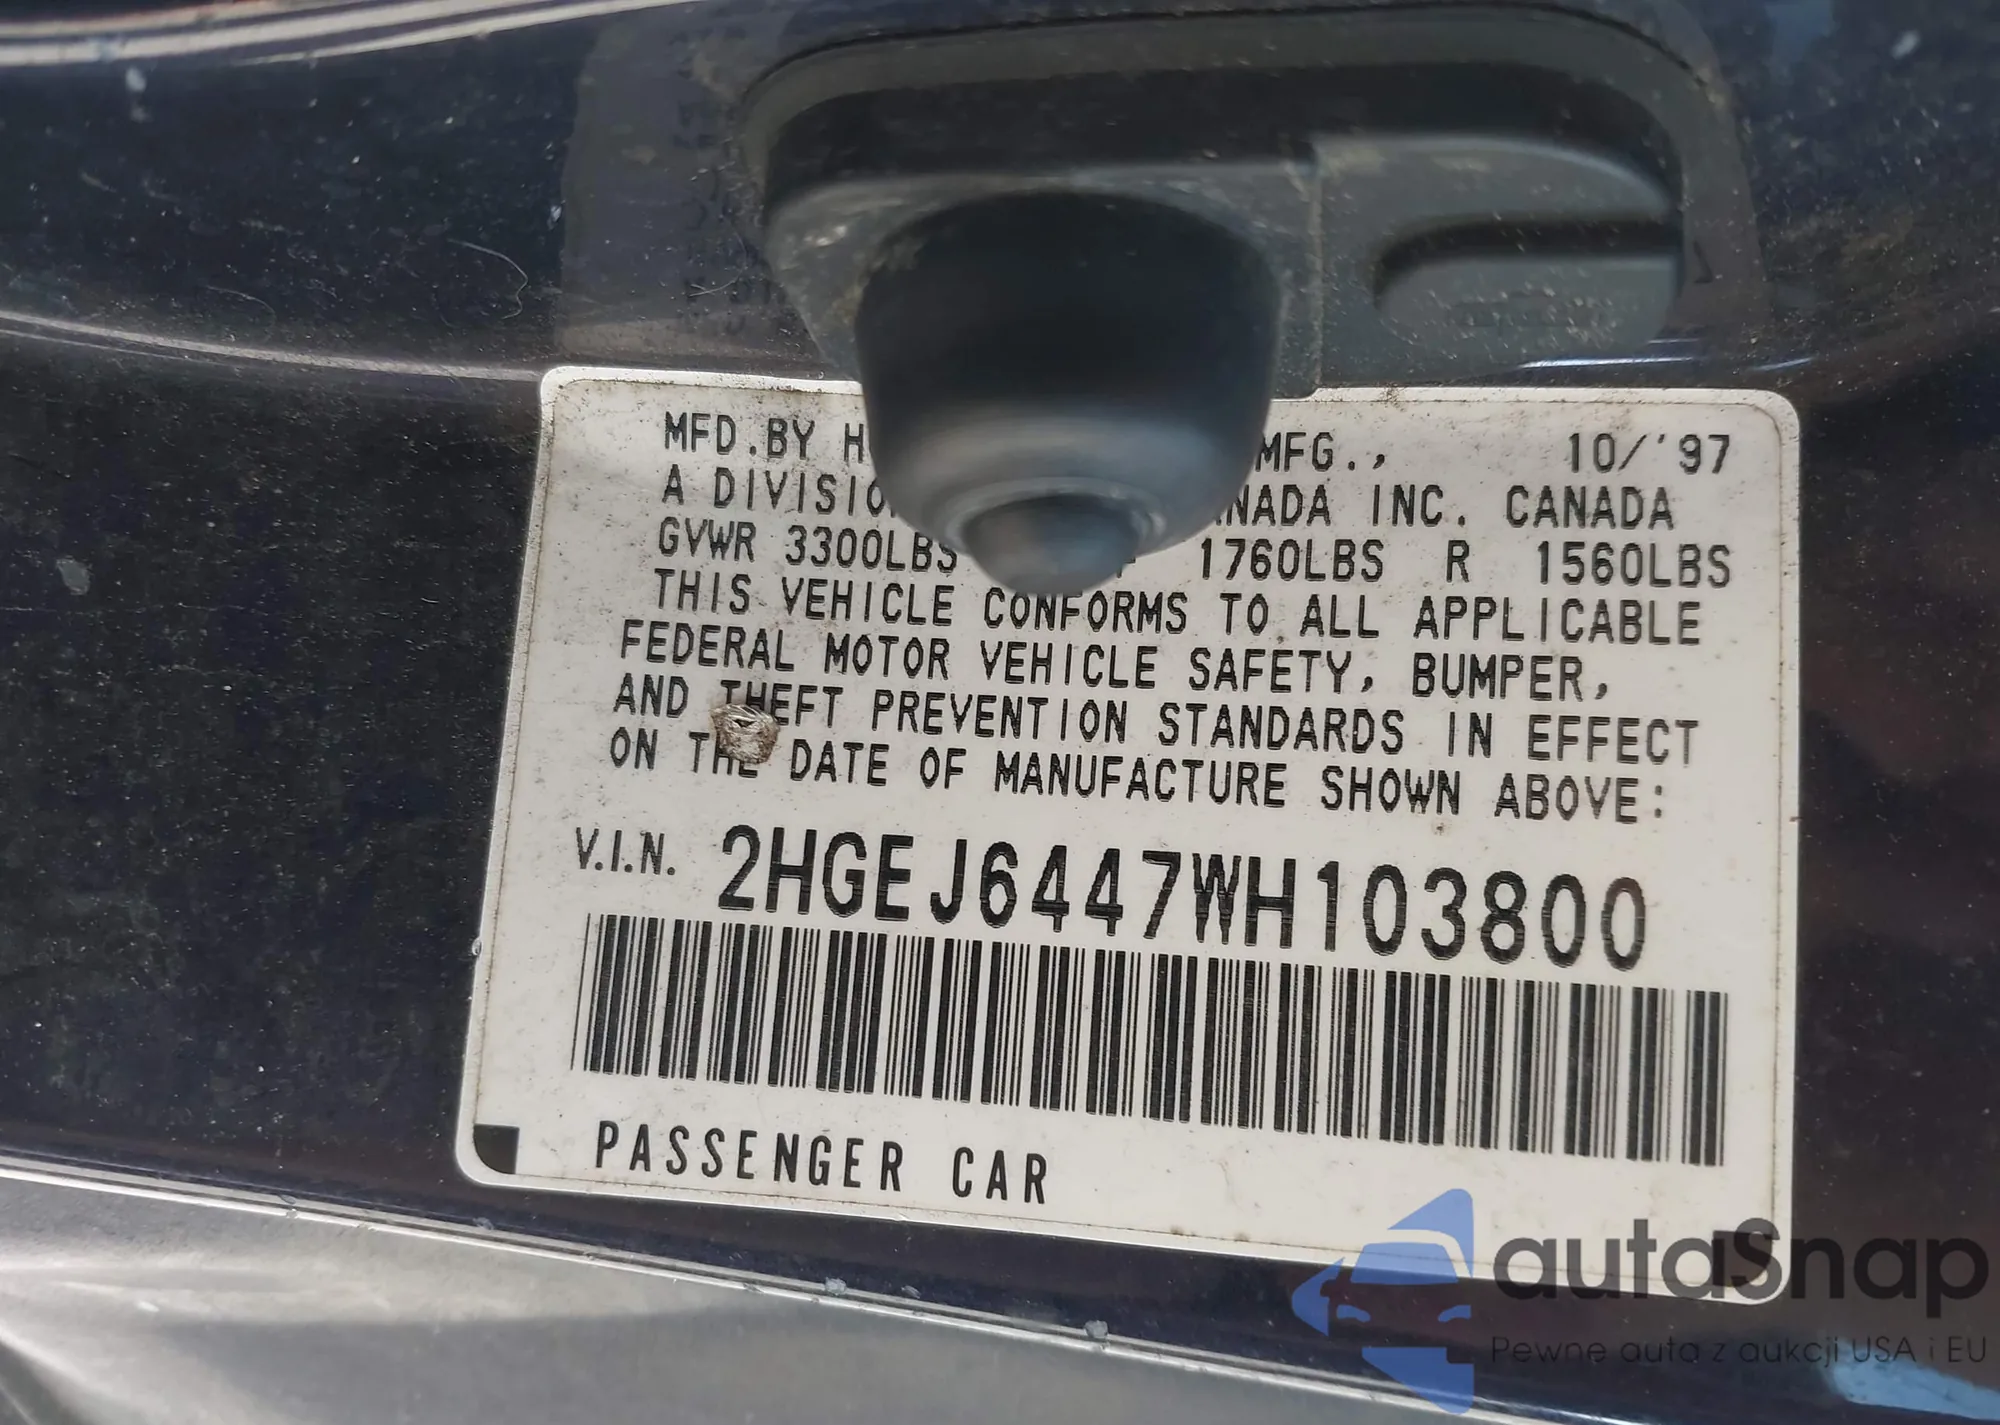 MFD.BY H MFG., 10/'97
A DIVISIO NADA INC. CANADA
GVWR 3300LBS 1760LBS R 1560LBS
THIS VEHICLE CONFORMS TO ALL APPLICABLE
FEDERAL MOTOR VEHICLE SAFETY, BUMPER,
AND THEFT PREVENTION STANDARDS IN EFFECT
ON THE DATE OF MANUFACTURE SHOWN ABOVE:
V.I.N. 2HGEJ6447WH103800
PASSENGER CAR
autaSnap
Pewne auta z aukcji USA i EU